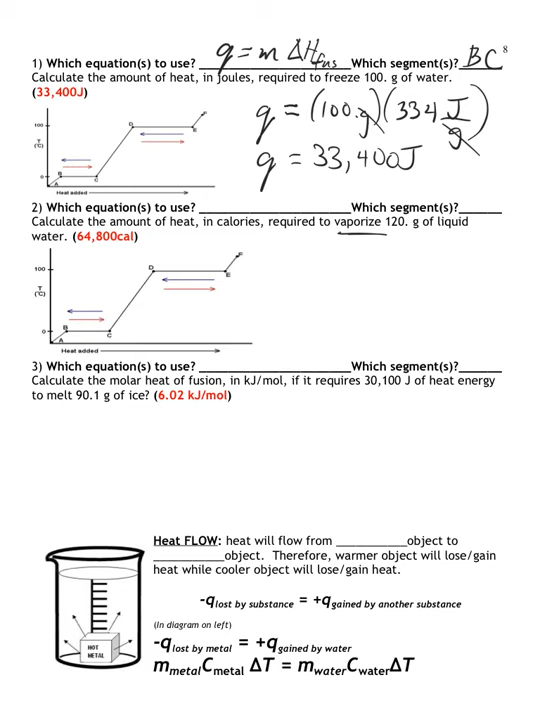 8
1) Which equation(s) to use? q = m ΔHfus Which segment(s)? BC
Calculate the amount of heat, in joules, required to freeze 100. g of water.
(33,400J)
q = (100.g)(334 J/g)
q = 33,400J
100
T
(°C)
0
A
B
C
D
E
F
Heat added
2) Which equation(s) to use? ____________________Which segment(s)?______
Calculate the amount of heat, in calories, required to vaporize 120. g of liquid
water. (64,800cal)
100
T
(°C)
0
A
B
C
D
E
F
Heat added
3) Which equation(s) to use? ____________________Which segment(s)?______
Calculate the molar heat of fusion, in kJ/mol, if it requires 30,100 J of heat energy
to melt 90.1 g of ice? (6.02 kJ/mol)
Heat FLOW: heat will flow from __________object to
__________object. Therefore, warmer object will lose/gain
heat while cooler object will lose/gain heat.
-qlost by substance = +qgained by another substance
(In diagram on left)
-qlost by metal = +qgained by water
mmetalCmetal ΔT = mwaterCwaterΔT
HOT
METAL